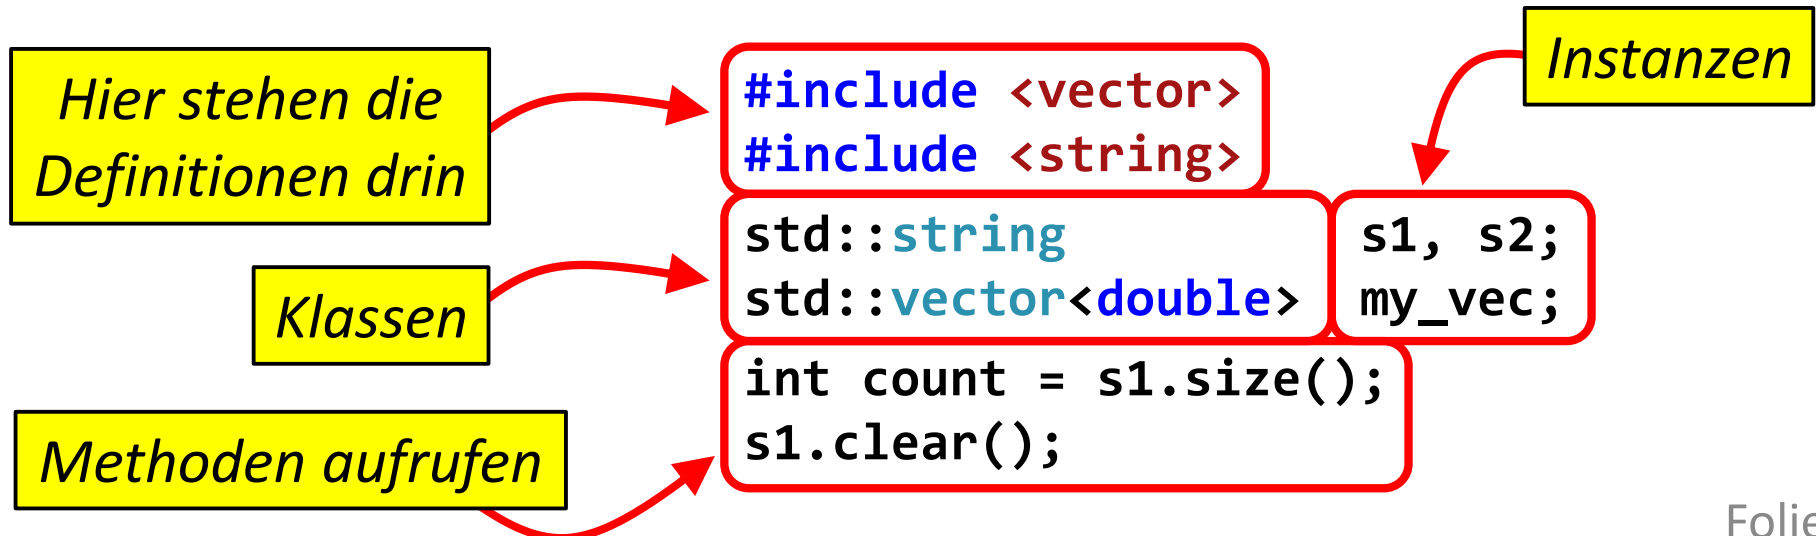 Instanzen
Hier stehen die
Definitionen drin
#include <vector>
#include <string>
Klassen
std::string s1, s2;
std::vector<double> my_vec;
Methoden aufrufen
int count = s1.size();
s1.clear();
Folie